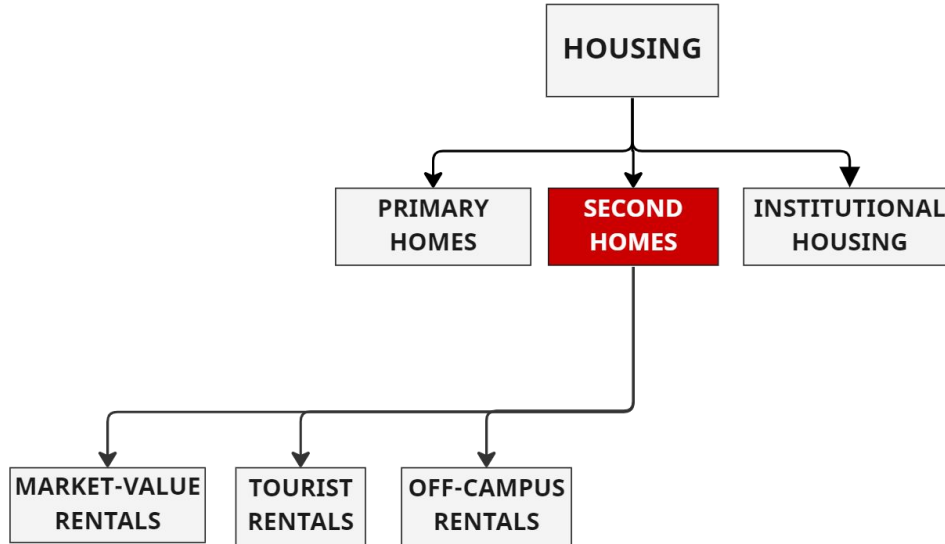 HOUSING
PRIMARY
HOMES
SECOND
HOMES
INSTITUTIONAL
HOUSING
MARKET-VALUE
RENTALS
TOURIST
RENTALS
OFF-CAMPUS
RENTALS